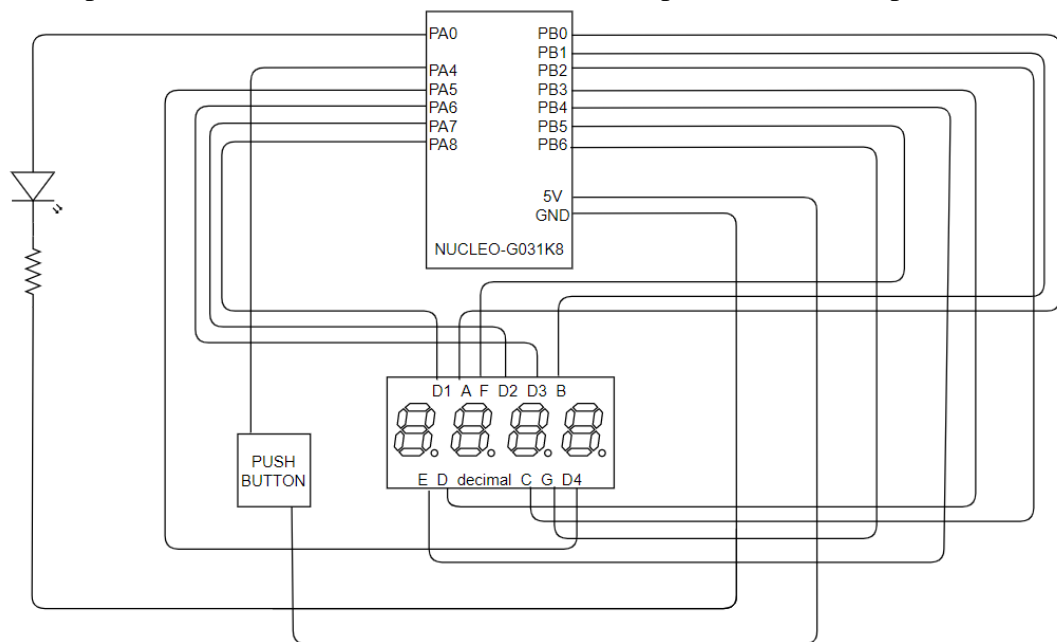 PA0 PB0
PB1
PA4 PB2
PA5 PB3
PA6 PB4
PA7 PB5
PA8 PB6
5V
GND
NUCLEO-G031K8
D1 A F D2 D3 B
E D decimal C G D4
PUSH
BUTTON